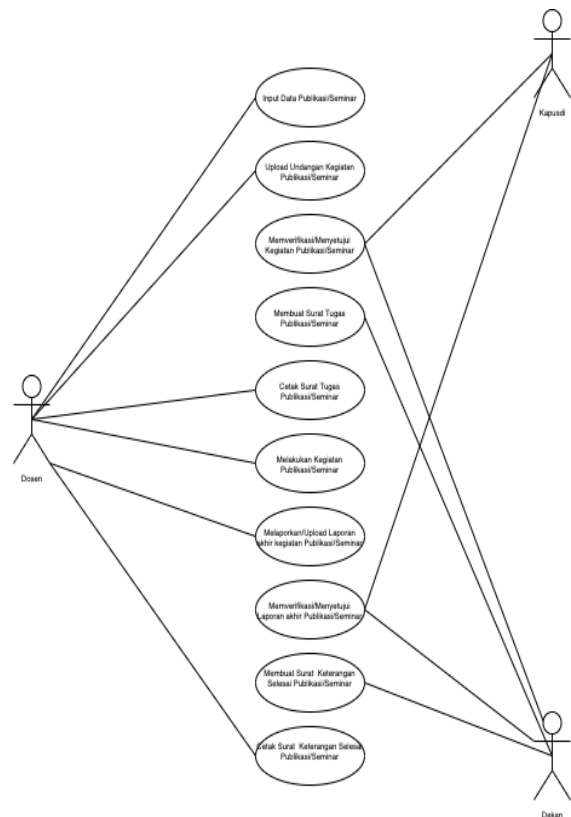 Kapusdi
Input Data Publikasi/Seminar
Upload Undangan Kegiatan
Publikasi/Seminar
Memverifikasi/Menyetujui
Kegiatan Publikasi/Seminar
Membuat Surat Tugas
Publikasi/Seminar
Cetak Surat Tugas
Publikasi/Seminar
Dosen
Melakukan Kegiatan
Publikasi/Seminar
Melaporkan/Upload Laporan
akhir kegiatan Publikasi/Seminar
Memverifikasi/Menyetujui
Laporan akhir Publikasi/Seminar
Membuat Surat Keterangan
Selesai Publikasi/Seminar
Cetak Surat Keterangan Selesai
Publikasi/Seminar
Dekan